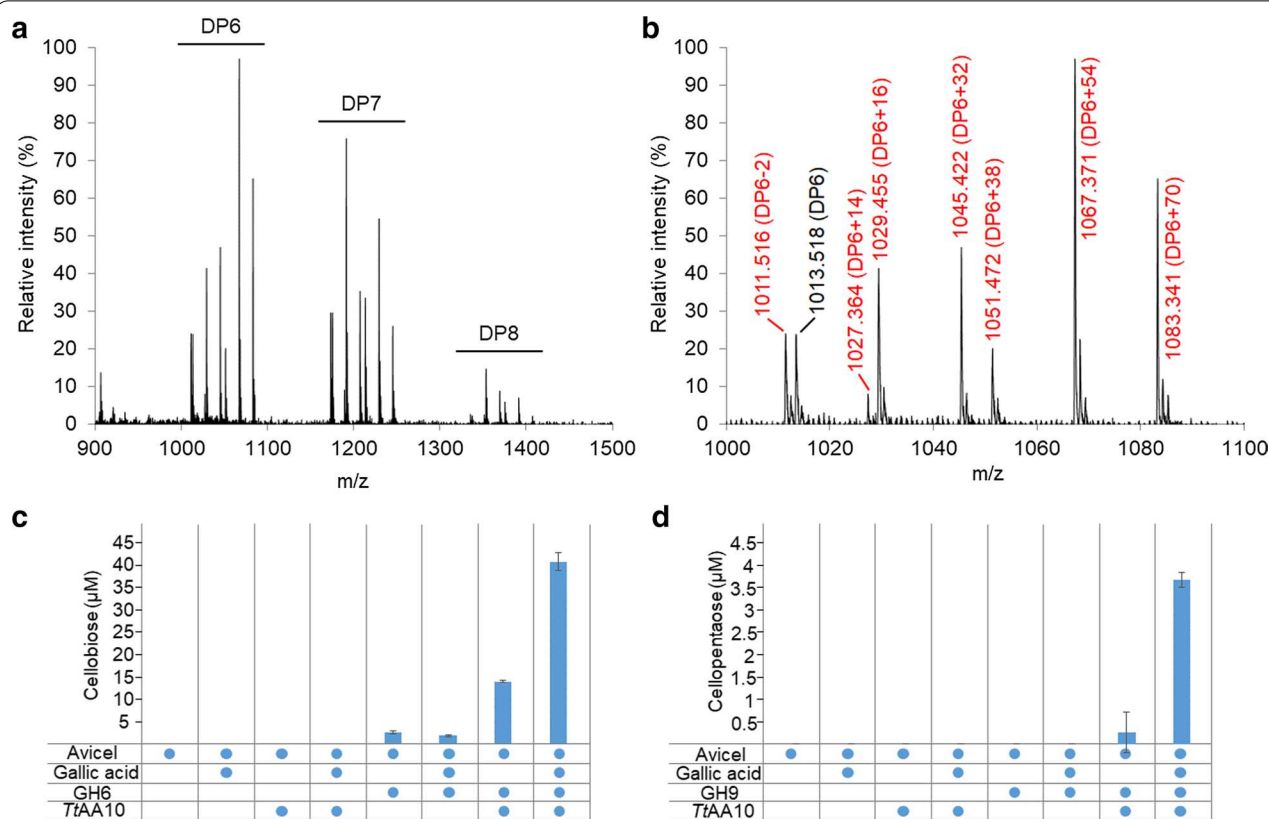 a
DP6
DP7
DP8
Relative intensity (%)
100
90
80
70
60
50
40
30
20
10
0
900
1000
1100
1200
1300
1400
1500
m/z
b
Relative intensity (%)
100
90
80
70
60
50
40
30
20
10
0
1011.516 (DP6-2)
1013.518 (DP6)
1027.364 (DP6+14)
1029.455 (DP6+16)
1045.422 (DP6+32)
1051.472 (DP6+38)
1067.371 (DP6+54)
1083.341 (DP6+70)
1000
1020
1040
1060
1080
1100
m/z
c
Cellobiose (µM)
45
40
35
30
25
20
15
10
5
Avicel
Gallic acid
GH6
TtAA10
d
Cellopentaose (µM)
4.5
4
3.5
3
2.5
2
1.5
1
0.5
Avicel
Gallic acid
GH9
TtAA10